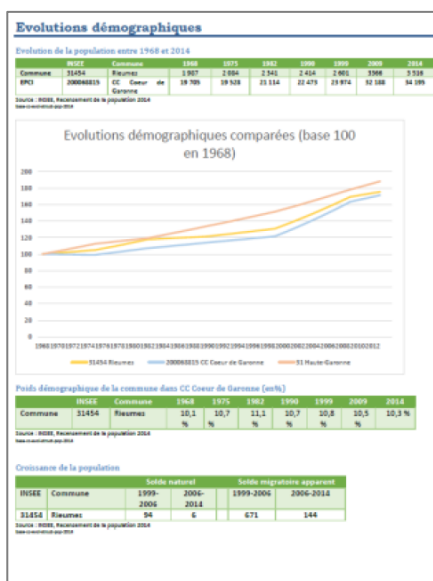 Evolutions démographiques
Evolution de la population entre 1968 et 2014
INSEE Commune 1968 1975 1982 1990 1999 2009 2014
Commune 31454 Rieumes 1 987 2 084 2 341 2 414 2 601 3366 3 516
EPCI 200068815 CC Coeur de Garonne 19 705 19 528 21 114 22 473 23 974 32 188 34 195
Source : INSEE, Recensement de la population 2014
Evolutions démographiques comparées (base 100
en 1968)
200
180
160
140
120
100
80
60
40
20
0
1968197019721974197619781980198219841986198819901992199419961998200020022004200620082010 2012
31454 Rieumes 200068815 CC Coeur de Garonne 31 Haute-Garonne
Poids démographique de la commune dans CC Coeur de Garonne (en%)
INSEE Commune 1968 1975 1982 1990 1999 2009 2014
Commune 31454 Rieumes 10,1 % 10,7 % 11,1 % 10,7 % 10,8 % 10,5 % 10,3 %
Source : INSEE, Recensement de la population 2014
Croissance de la population
Solde naturel Solde migratoire apparent
INSEE Commune 1999-2006 2006-2014 1999-2006 2006-2014
31454 Rieumes 94 6 671 144
Source : INSEE, Recensement de la population 2014